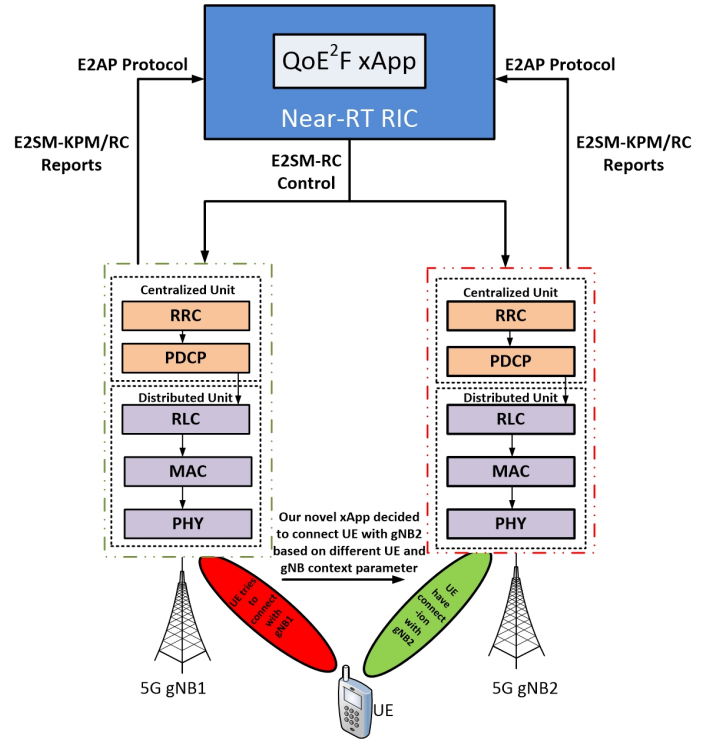 QoE²F xApp
Near-RT RIC
E2AP Protocol
E2AP Protocol
E2SM-KPM/RC
Reports
E2SM-RC
Control
E2SM-KPM/RC
Reports
Centralized Unit
RRC
PDCP
Distributed Unit
RLC
MAC
PHY
Centralized Unit
RRC
PDCP
Distributed Unit
RLC
MAC
PHY
Our novel xApp decided
to connect UE with gNB2
based on different UE and
gNB context parameter
UE tries
to
connect
with
gNB1
UE
have
connect
-ion
with
gNB2
5G gNB1
UE
5G gNB2